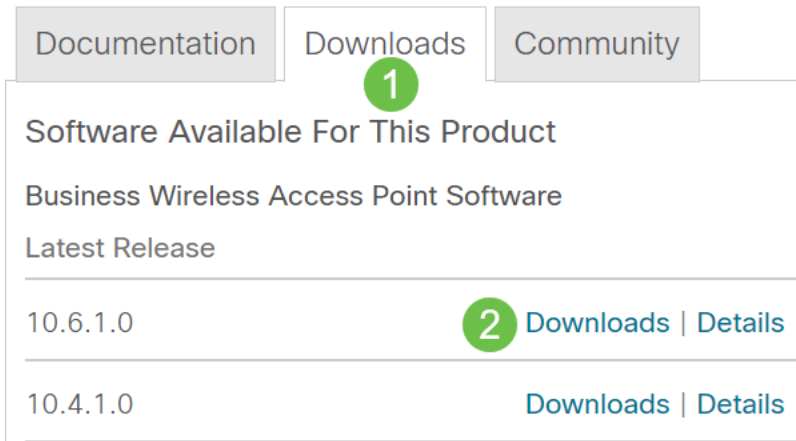 Documentation Downloads Community
1
Software Available For This Product
Business Wireless Access Point Software
Latest Release
10.6.1.0 2 Downloads | Details
10.4.1.0 Downloads | Details